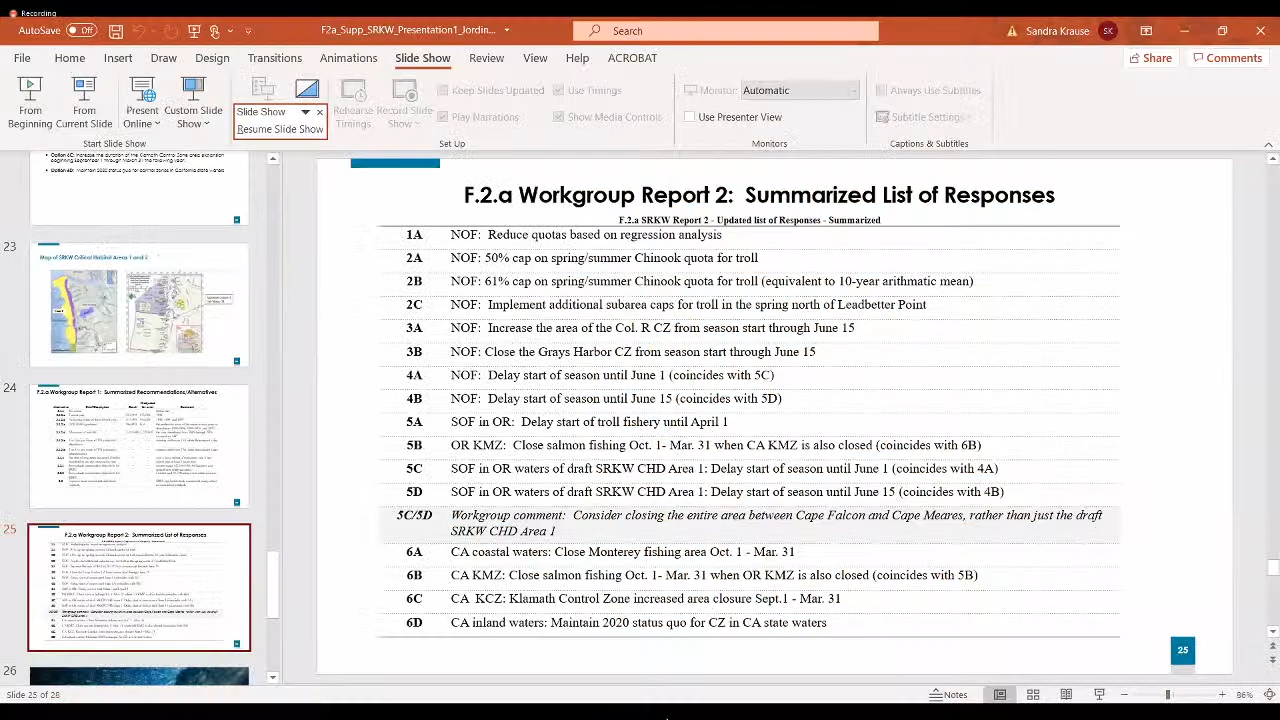 Recording
AutoSave Off
F2a_Supp_SRKW_Presentation1_Jordin...
Search
Sandra Krause SK
File Home Insert Draw Design Transitions Animations Slide Show Review View Help ACROBAT
Share Comments
From Beginning
From Current Slide
Present Online
Custom Slide Show
Slide Show
Resume Slide Show
Rehearse Timings
Record Slide Show
Keep Slides Updated
Play Narrations
Use Timings
Show Media Controls
Monitor: Automatic
Use Presenter View
Always Use Subtitles
Subtitle Settings
Start Slide Show Set Up Monitors Captions & Subtitles
23
Map of SRKW Critical Habitat Areas 1 and 2
24
F.2.a Workgroup Report 1: Summarized Recommendations/Alternatives
25
F.2.a Workgroup Report 2: Summarized List of Responses
26
F.2.a Workgroup Report 2: Summarized List of Responses
F.2.a SRKW Report 2 - Updated list of Responses - Summarized
1A NOF: Reduce quotas based on regression analysis
2A NOF: 50% cap on spring/summer Chinook quota for troll
2B NOF: 61% cap on spring/summer Chinook quota for troll (equivalent to 10-year arithmatic mean)
2C NOF: Implement additional subarea caps for troll in the spring north of Leadbetter Point
3A NOF: Increase the area of the Col. R CZ from season start through June 15
3B NOF: Close the Grays Harbor CZ from season start through June 15
4A NOF: Delay start of season until June 1 (coincides with 5C)
4B NOF: Delay start of season until June 15 (coincides with 5D)
5A SOF in OR: Delay start of troll fishery until April 1
5B OR KMZ: Close salmon fishing Oct. 1- Mar. 31 when CA KMZ is also closed (coincides with 6B)
5C SOF in OR waters of draft SRKW CHD Area 1: Delay start of season until June 1 (coincides with 4A)
5D SOF in OR waters of draft SRKW CHD Area 1: Delay start of season until June 15 (coincides with 4B)
5C/5D Workgroup comment: Consider closing the entire area between Cape Falcon and Cape Meares, rather than just the draft
SRKW CHD Area 1
6A CA coastal waters: Close Monterey fishing area Oct. 1 - Mar. 31
6B CA KMZ: Close salmon fishing Oct. 1- Mar. 31 when OR KMZ is also closed (coincides with 5B)
6C CA KCZ: Klamath Control Zone increased area closure Sept.1 - Mar. 31
6D CA inland waters: Maintain 2020 status quo for CZ in CA state waters
25
Slide 25 of 28
Notes
86%